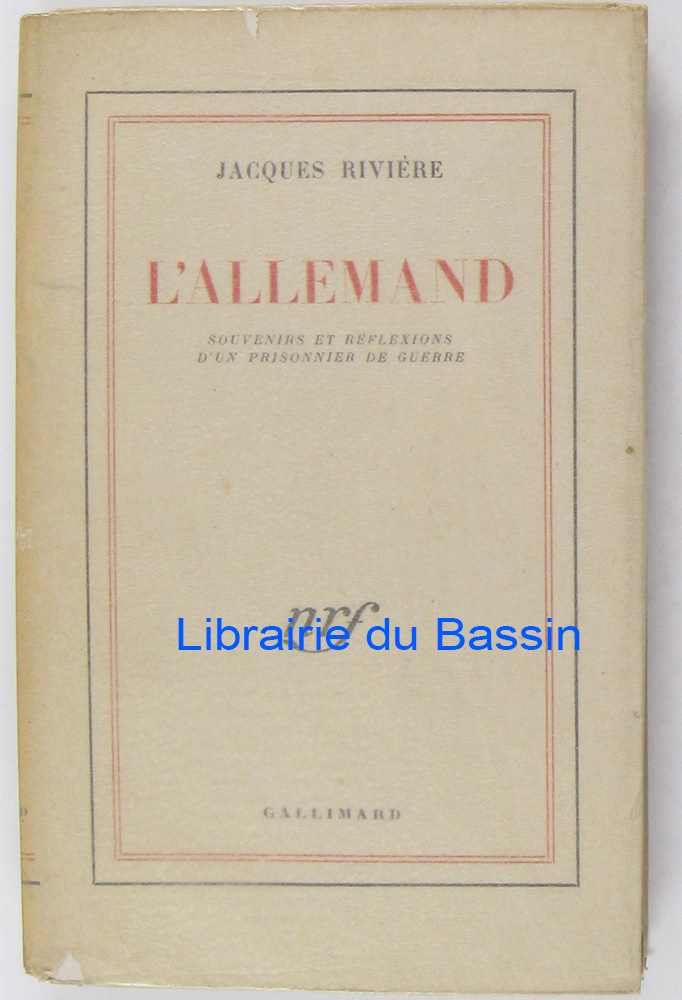 JACQUES RIVIÈRE
L'ALLEMAND
SOUVENIRS ET RÉFLEXIONS
D'UN PRISONNIER DE GUERRE
nrf
Librairie du Bassin
GALLIMARD